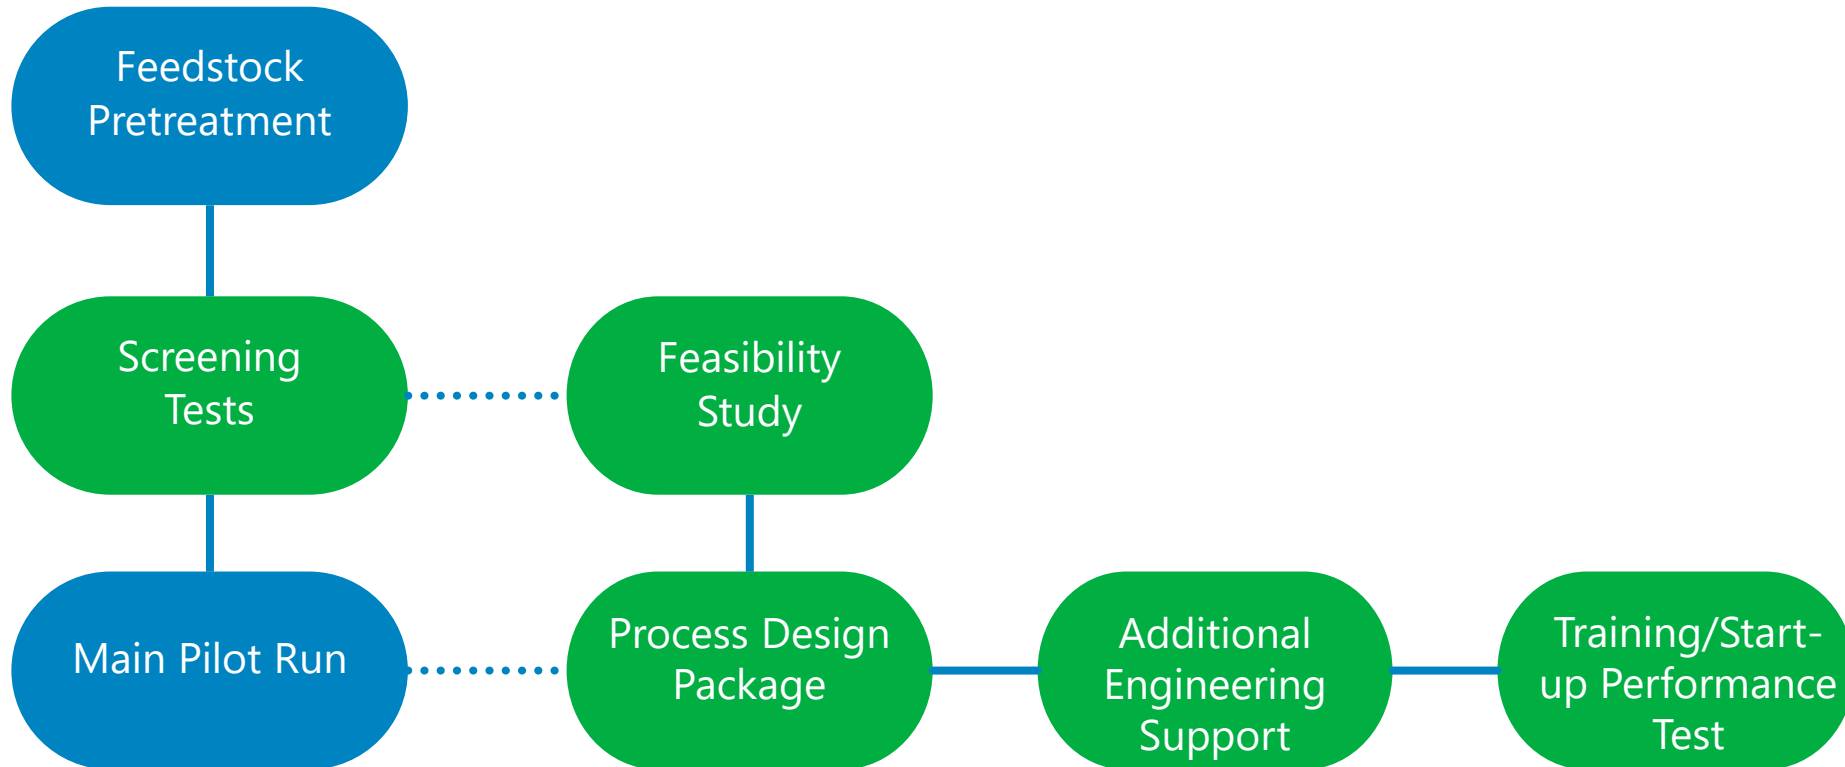 Feedstock
Pretreatment
Screening
Tests
Feasibility
Study
Main Pilot Run
Process Design
Package
Additional
Engineering
Support
Training/Start-
up Performance
Test